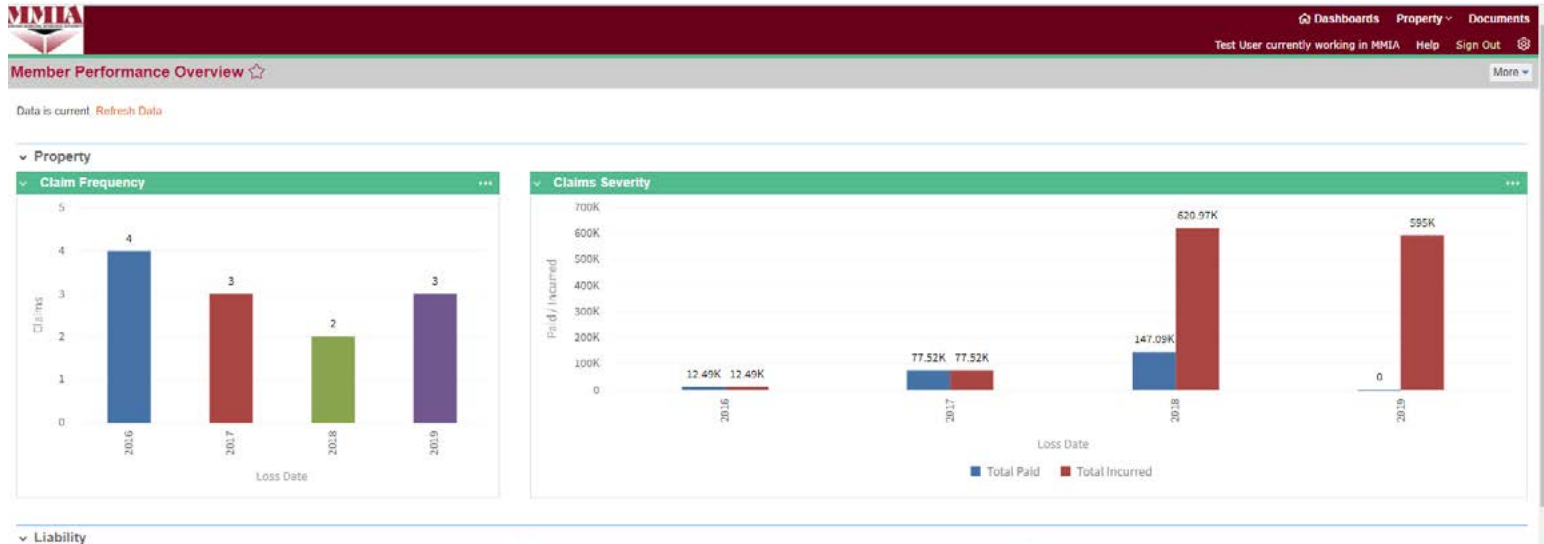 MMIA
Dashboards Property Documents
Test User currently working in MMIA Help Sign Out
Member Performance Overview
More
Data is current. Refresh Data
Property
Claim Frequency
5
4
3
2
1
0
Claims
4
3
2
3
2016
2017
2018
2019
Loss Date
Claims Severity
700K
600K
500K
400K
300K
200K
100K
0
Paid / Incurred
12.49K 12.49K
77.52K 77.52K
147.09K
620.97K
0
595K
2016
2017
2018
2019
Loss Date
Total Paid Total Incurred
Liability